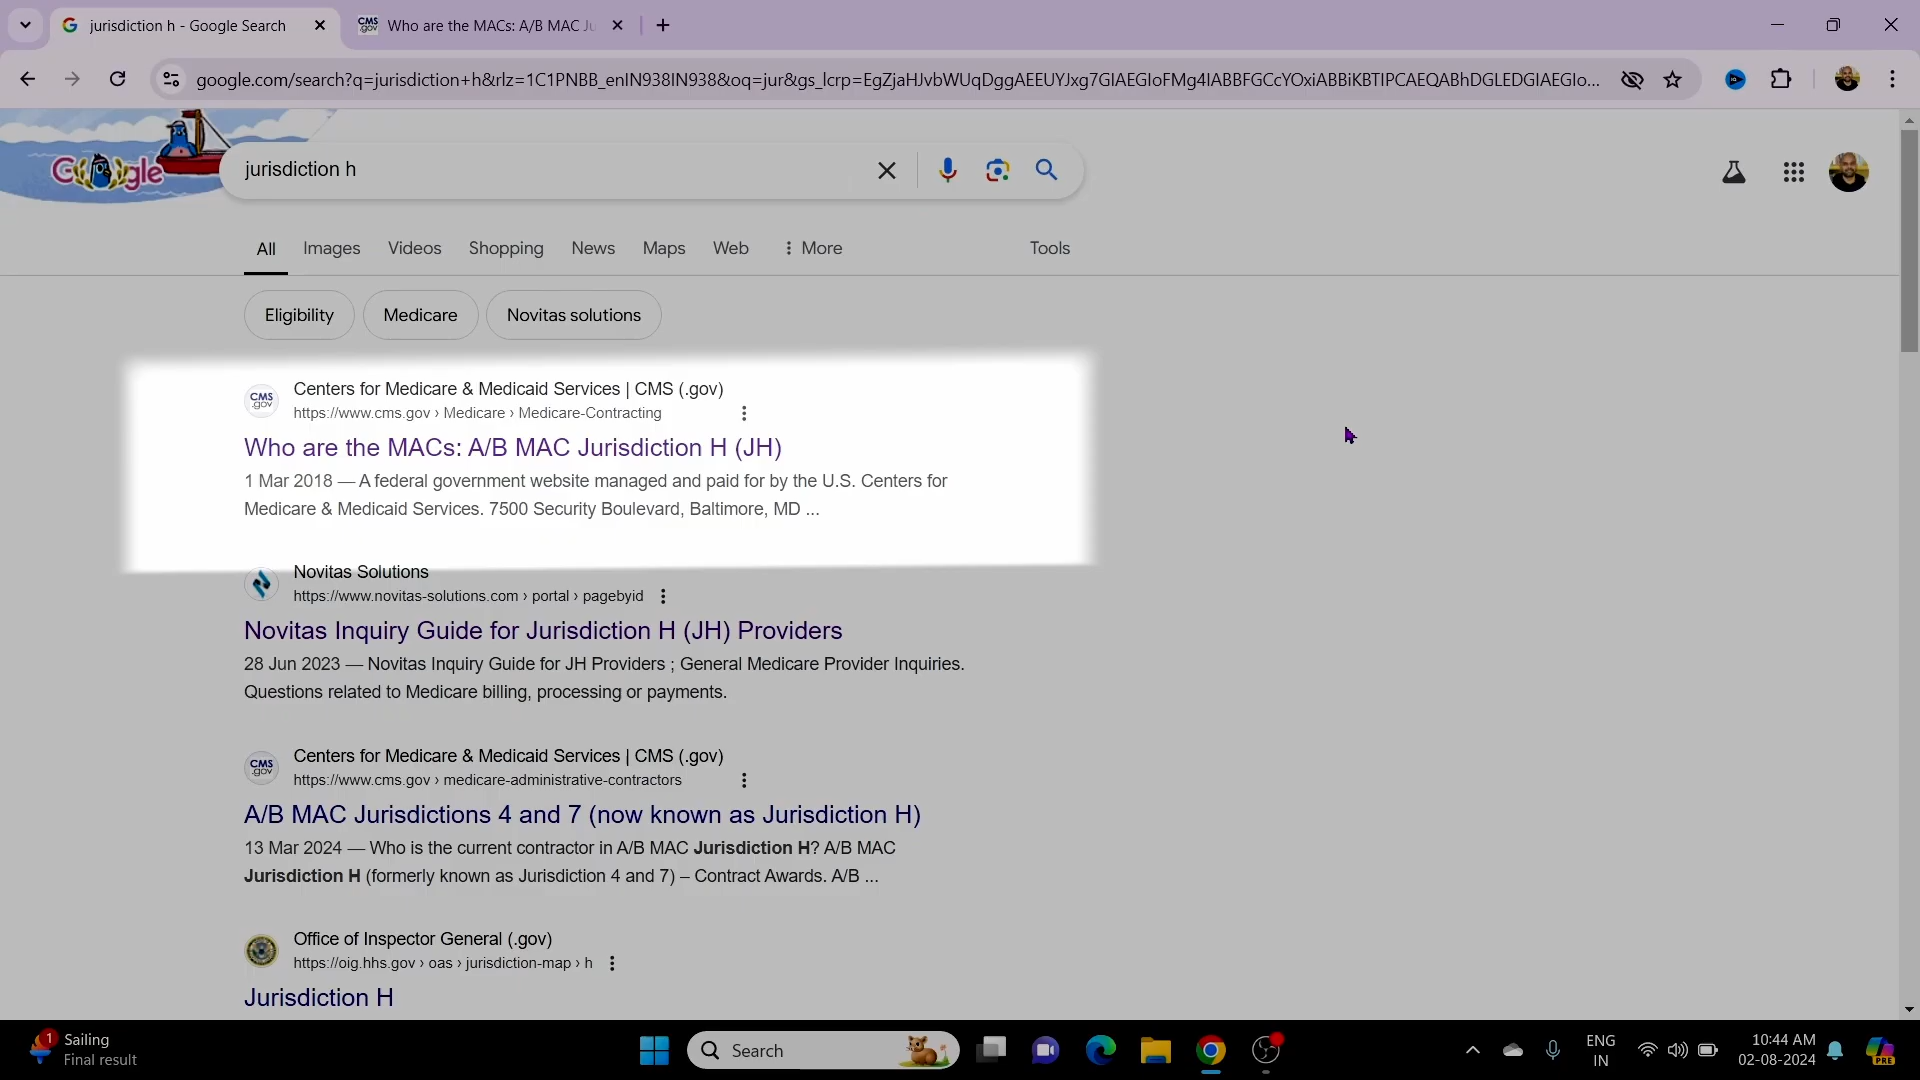 jurisdiction h - Google Search
Who are the MACs: A/B MAC Ju
google.com/search?q=jurisdiction+h&rlz=1C1PNBB_enIN938IN938&oq=jur&gs_lcrp=EgZjaHJvbWUqDggAEEUYJxg7GIAEGIoFMg4IABBFGCcYOxiABBiKBTIPCAEQABhDGLEDGIAEGIo...
Google
jurisdiction h
All Images Videos Shopping News Maps Web More Tools
Eligibility Medicare Novitas solutions
CMS .gov
Centers for Medicare & Medicaid Services | CMS (.gov)
https://www.cms.gov › Medicare › Medicare-Contracting
Who are the MACs: A/B MAC Jurisdiction H (JH)
1 Mar 2018 — A federal government website managed and paid for by the U.S. Centers for
Medicare & Medicaid Services. 7500 Security Boulevard, Baltimore, MD ...
Novitas Solutions
https://www.novitas-solutions.com › portal › pagebyid
Novitas Inquiry Guide for Jurisdiction H (JH) Providers
28 Jun 2023 — Novitas Inquiry Guide for JH Providers ; General Medicare Provider Inquiries.
Questions related to Medicare billing, processing or payments.
CMS .gov
Centers for Medicare & Medicaid Services | CMS (.gov)
https://www.cms.gov › medicare-administrative-contractors
A/B MAC Jurisdictions 4 and 7 (now known as Jurisdiction H)
13 Mar 2024 — Who is the current contractor in A/B MAC Jurisdiction H? A/B MAC
Jurisdiction H (formerly known as Jurisdiction 4 and 7) – Contract Awards. A/B ...
Office of Inspector General (.gov)
https://oig.hhs.gov › oas › jurisdiction-map › h
Jurisdiction H
1
Sailing
Final result
Search
ENG
IN
10:44 AM
02-08-2024
PRE